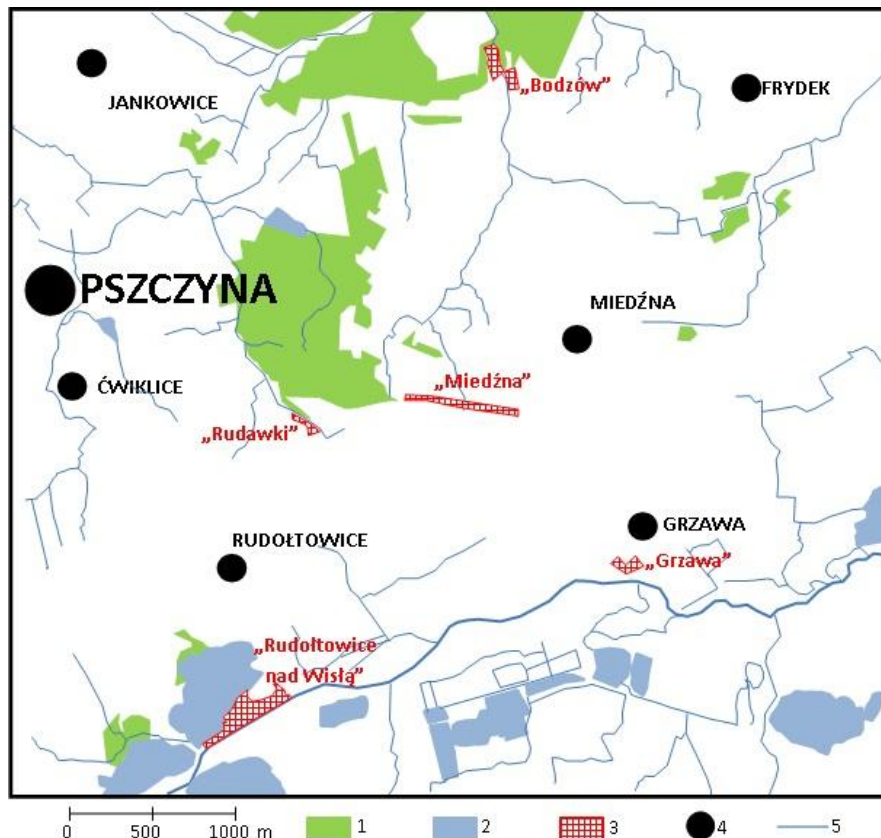 „Bodzów”
JANKOWICE
FRYDEK
PSZCZYNA
MIEDŹNA
ĆWIKLICE
„Miedźna”
„Rudawki”
GRZAWA
RUDOŁTOWICE
„Grzawa”
„Rudołtowice
nad Wisłą”
1
2
3
4
5
0
500
1000 m